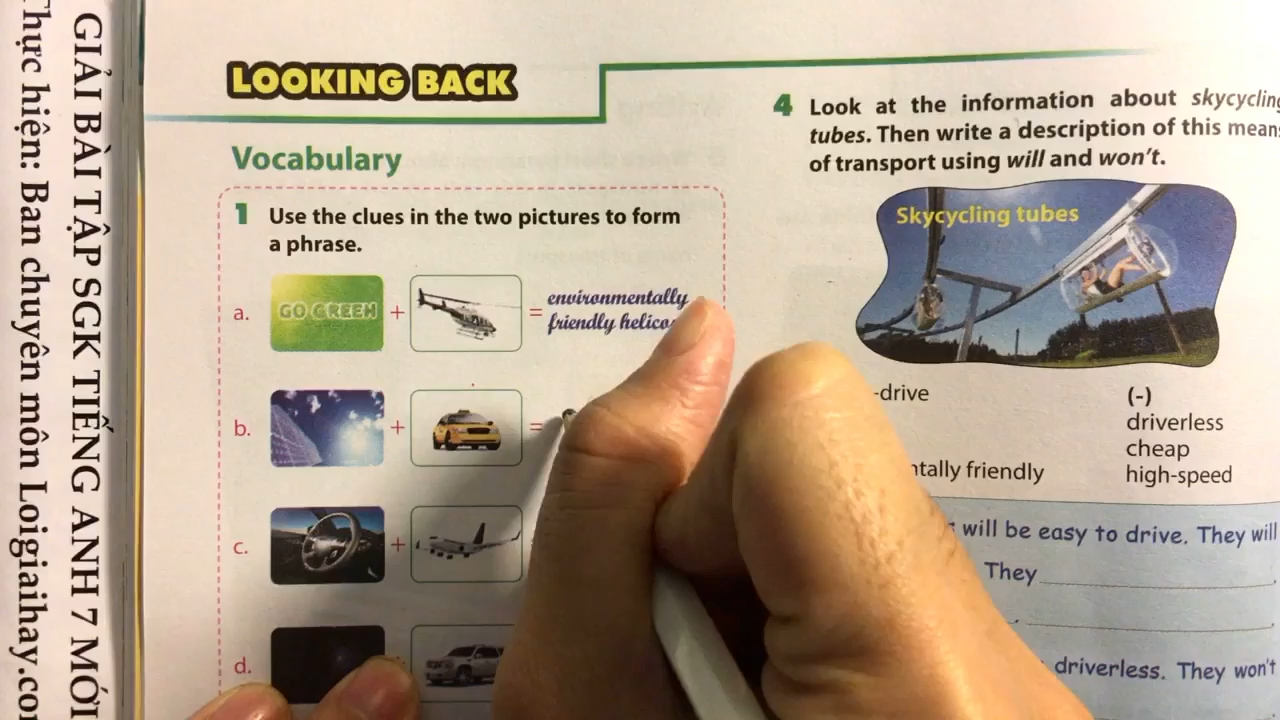 GIẢI BÀI TẬP SGK TIẾNG ANH 7 MỚI
Thực hiện: Ban chuyên môn Loigiaihay.com
LOOKING BACK
Vocabulary
1 Use the clues in the two pictures to form
a phrase.
a. GO GREEN + = environmentally
friendly
b. + =
c. +
d.
4 Look at the information about skycycling
tubes. Then write a description of this means
of transport using will and won't.
Skycycling tubes
-drive
friendly
(-)
driverless
cheap
high-speed
will be easy to drive. They will
They
driverless. They won't